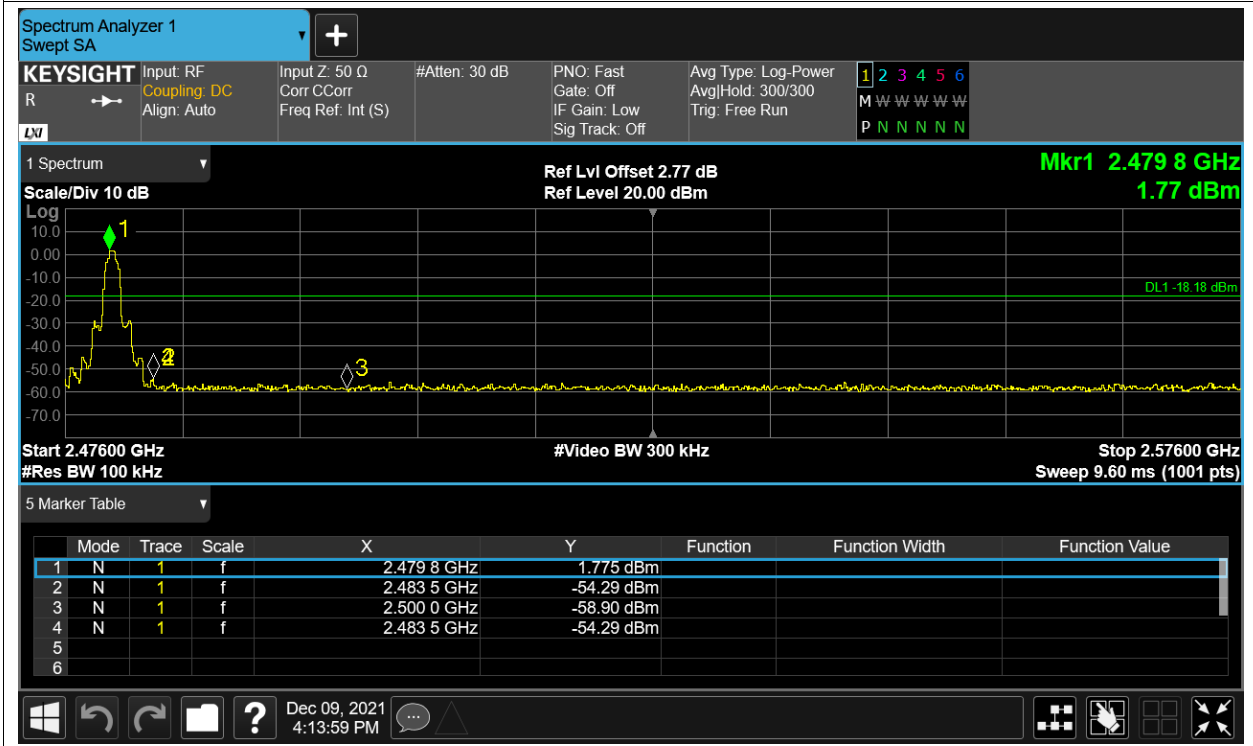 Spectrum Analyzer 1
Swept SA
KEYSIGHT
R
LXI
Input: RF
Coupling: DC
Align: Auto
Input Z: 50 Ω
Corr CCorr
Freq Ref: Int (S)
#Atten: 30 dB
PNO: Fast
Gate: Off
IF Gain: Low
Sig Track: Off
Avg Type: Log-Power
Avg|Hold: 300/300
Trig: Free Run
1 2 3 4 5 6
M W W W W W
P N N N N N
1 Spectrum
Scale/Div 10 dB
Ref Lvl Offset 2.77 dB
Ref Level 20.00 dBm
Mkr1 2.479 8 GHz
1.77 dBm
Log
10.0
0.00
-10.0
-20.0
-30.0
-40.0
-50.0
-60.0
-70.0
1
3
DL1 -18.18 dBm
Start 2.47600 GHz
#Res BW 100 kHz
#Video BW 300 kHz
Stop 2.57600 GHz
Sweep 9.60 ms (1001 pts)
5 Marker Table
Mode Trace Scale X Y Function Function Width Function Value
1 N 1 f 2.479 8 GHz 1.775 dBm
2 N 1 f 2.483 5 GHz -54.29 dBm
3 N 1 f 2.500 0 GHz -58.90 dBm
4 N 1 f 2.483 5 GHz -54.29 dBm
5
6
?
Dec 09, 2021
4:13:59 PM